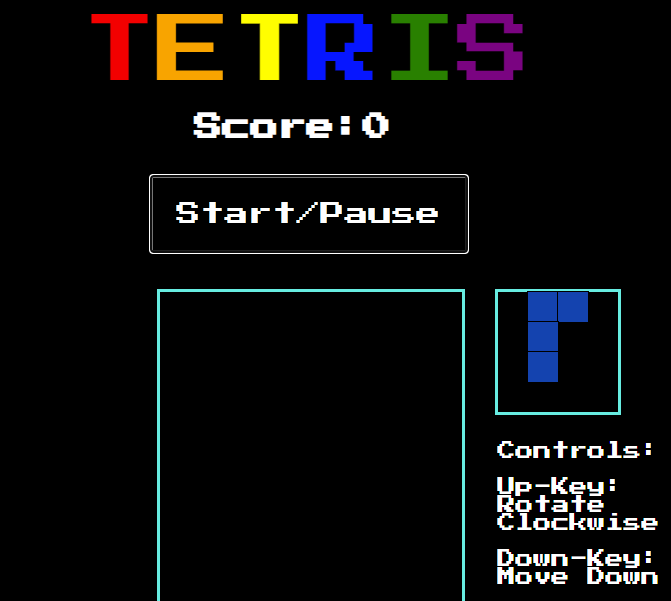 TETRIS
Score:0
Start/Pause
Controls:
Up-Key:
Rotate
Clockwise
Down-Key:
Move Down